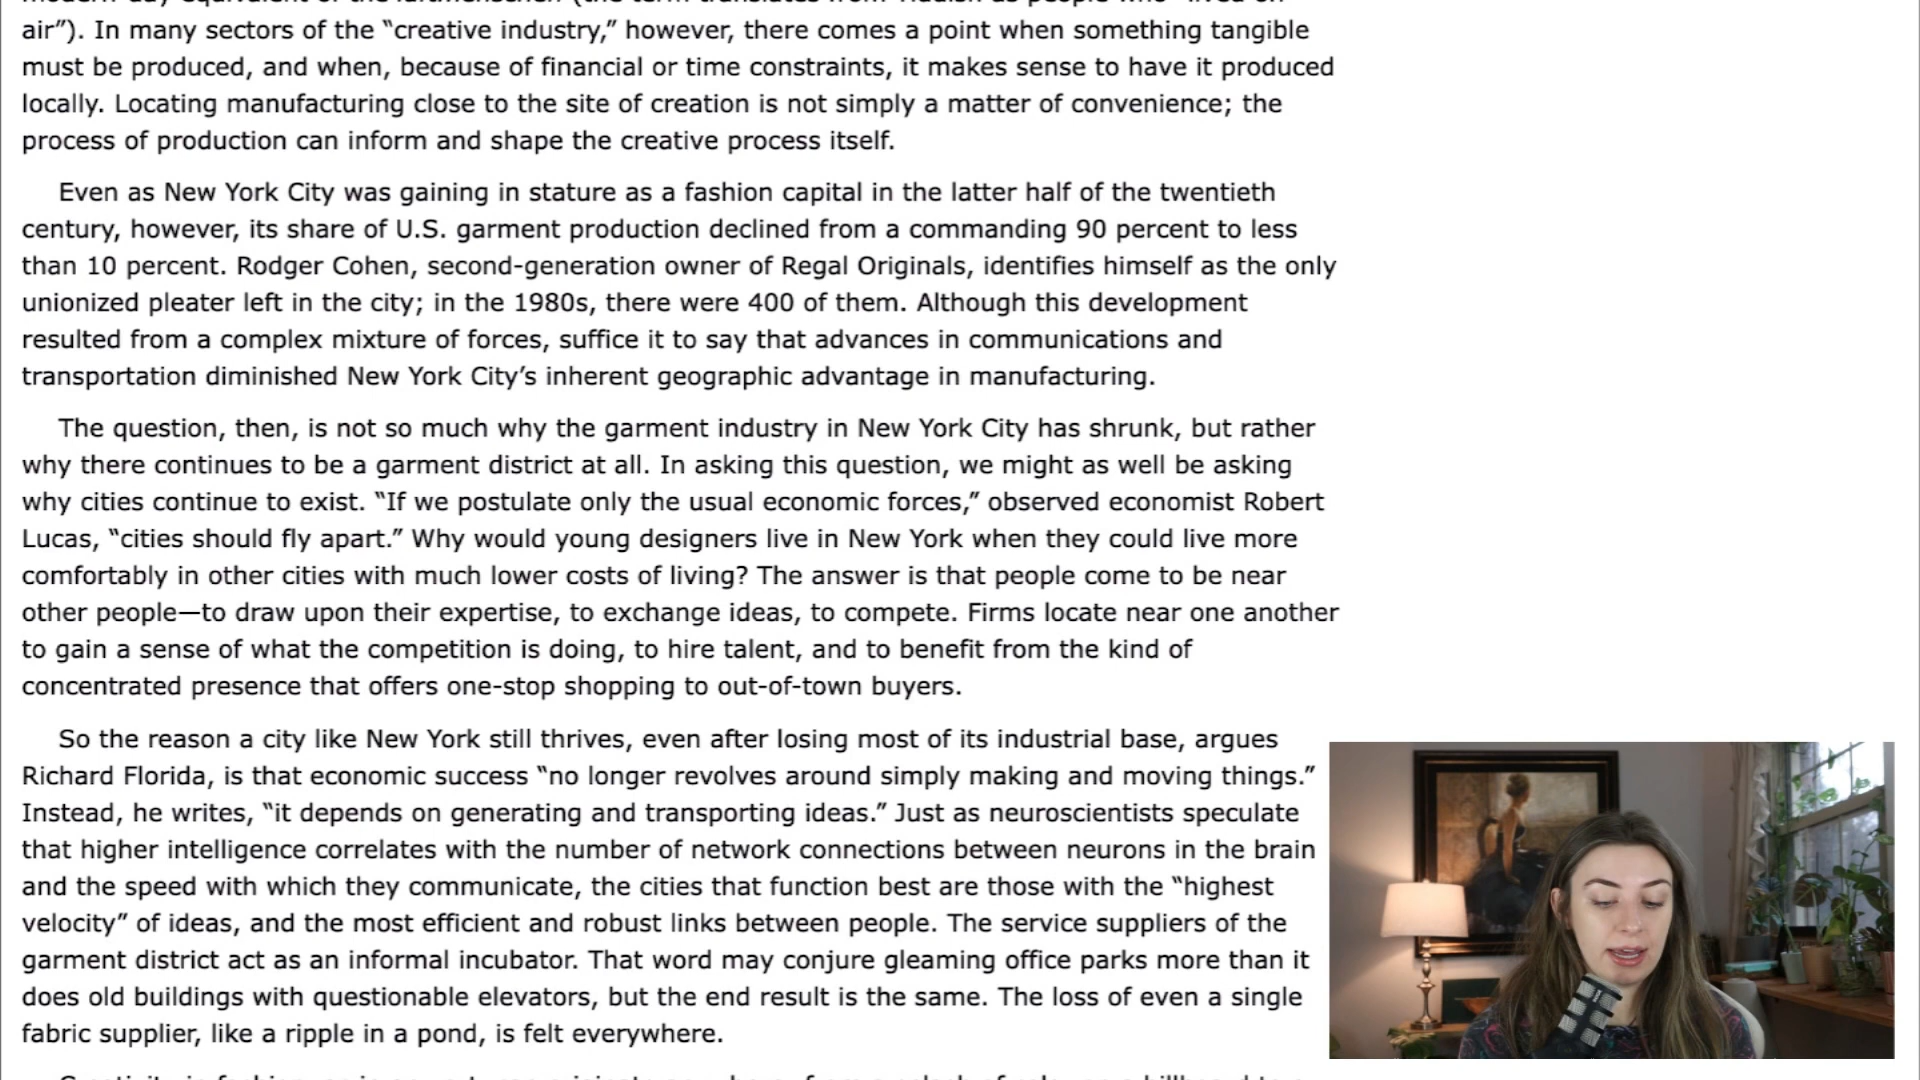 air”). In many sectors of the “creative industry,” however, there comes a point when something tangible
must be produced, and when, because of financial or time constraints, it makes sense to have it produced
locally. Locating manufacturing close to the site of creation is not simply a matter of convenience; the
process of production can inform and shape the creative process itself.
Even as New York City was gaining in stature as a fashion capital in the latter half of the twentieth
century, however, its share of U.S. garment production declined from a commanding 90 percent to less
than 10 percent. Rodger Cohen, second-generation owner of Regal Originals, identifies himself as the only
unionized pleater left in the city; in the 1980s, there were 400 of them. Although this development
resulted from a complex mixture of forces, suffice it to say that advances in communications and
transportation diminished New York City’s inherent geographic advantage in manufacturing.
The question, then, is not so much why the garment industry in New York City has shrunk, but rather
why there continues to be a garment district at all. In asking this question, we might as well be asking
why cities continue to exist. “If we postulate only the usual economic forces,” observed economist Robert
Lucas, “cities should fly apart.” Why would young designers live in New York when they could live more
comfortably in other cities with much lower costs of living? The answer is that people come to be near
other people—to draw upon their expertise, to exchange ideas, to compete. Firms locate near one another
to gain a sense of what the competition is doing, to hire talent, and to benefit from the kind of
concentrated presence that offers one-stop shopping to out-of-town buyers.
So the reason a city like New York still thrives, even after losing most of its industrial base, argues
Richard Florida, is that economic success “no longer revolves around simply making and moving things.”
Instead, he writes, “it depends on generating and transporting ideas.” Just as neuroscientists speculate
that higher intelligence correlates with the number of network connections between neurons in the brain
and the speed with which they communicate, the cities that function best are those with the “highest
velocity” of ideas, and the most efficient and robust links between people. The service suppliers of the
garment district act as an informal incubator. That word may conjure gleaming office parks more than it
does old buildings with questionable elevators, but the end result is the same. The loss of even a single
fabric supplier, like a ripple in a pond, is felt everywhere.